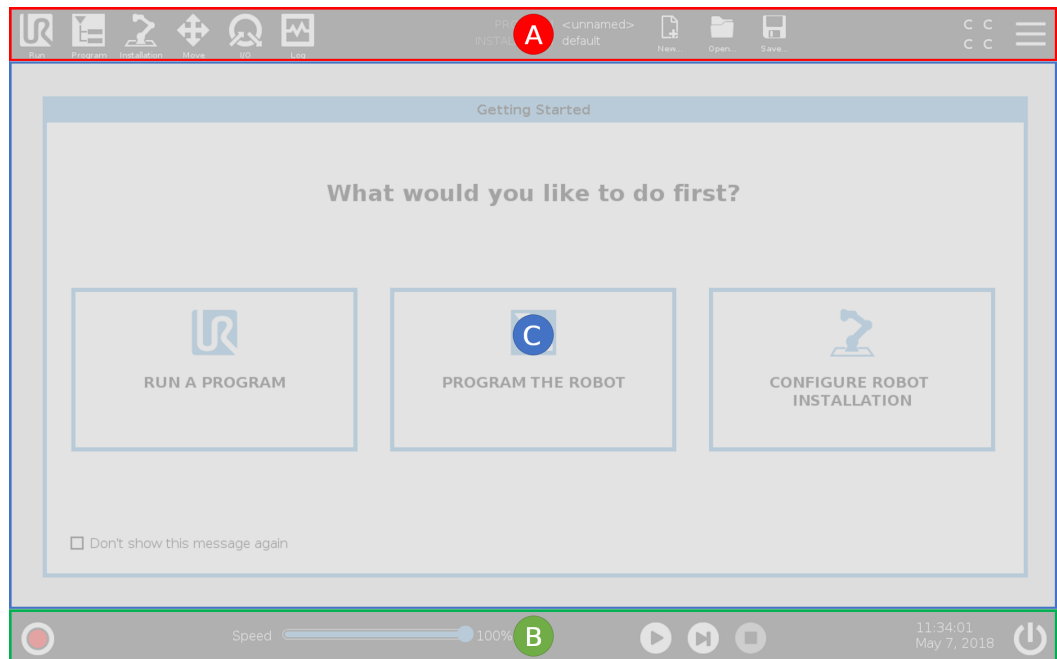 Run Program Installation Move I/O Log
PR <unnamed>
INSTA default
New... Open... Save...
C C
C C
A
Getting Started
What would you like to do first?
C
RUN A PROGRAM
PROGRAM THE ROBOT
CONFIGURE ROBOT
INSTALLATION
Don't show this message again
Speed 100%
B
11:34:01
May 7, 2018